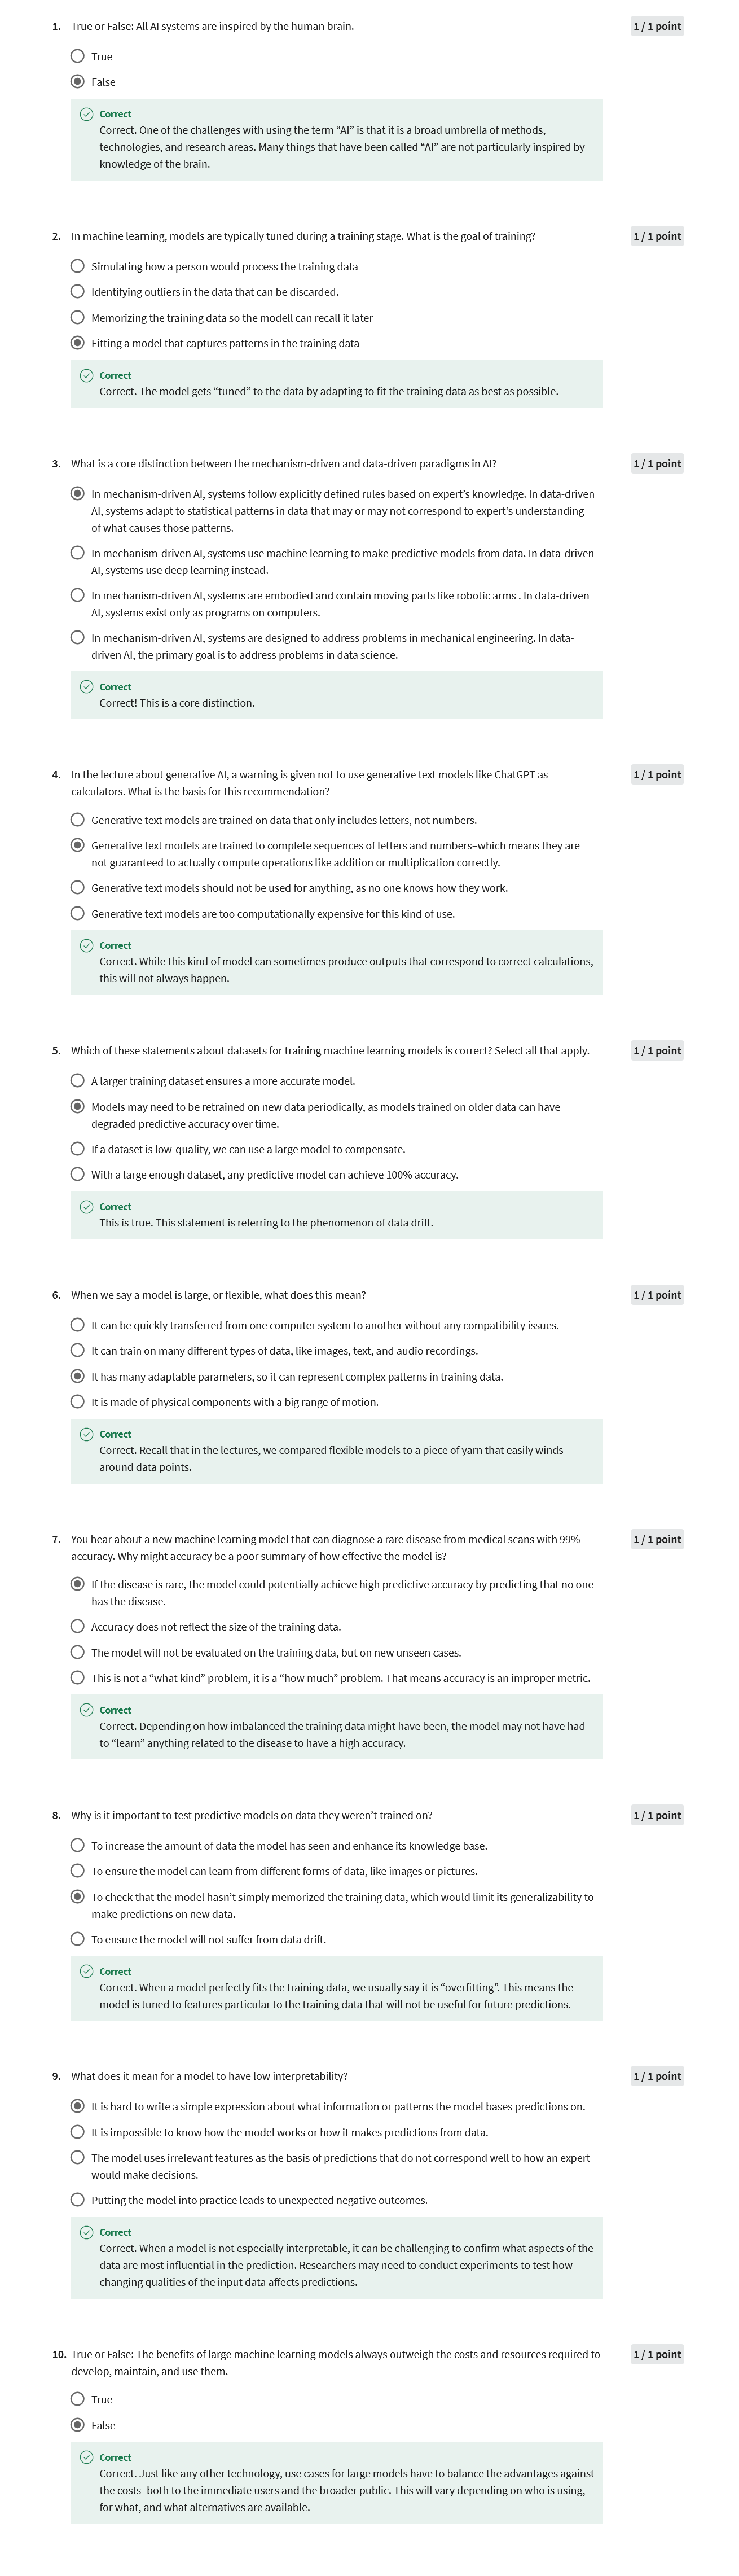 1. True or False: All AI systems are inspired by the human brain. 1 / 1 point
True
False
Correct
Correct. One of the challenges with using the term “AI” is that it is a broad umbrella of methods,
technologies, and research areas. Many things that have been called “AI” are not particularly inspired by
knowledge of the brain.
2. In machine learning, models are typically tuned during a training stage. What is the goal of training? 1 / 1 point
Simulating how a person would process the training data
Identifying outliers in the data that can be discarded.
Memorizing the training data so the modell can recall it later
Fitting a model that captures patterns in the training data
Correct
Correct. The model gets “tuned” to the data by adapting to fit the training data as best as possible.
3. What is a core distinction between the mechanism-driven and data-driven paradigms in AI? 1 / 1 point
In mechanism-driven AI, systems follow explicitly defined rules based on expert’s knowledge. In data-driven
AI, systems adapt to statistical patterns in data that may or may not correspond to expert’s understanding
of what causes those patterns.
In mechanism-driven AI, systems use machine learning to make predictive models from data. In data-driven
AI, systems use deep learning instead.
In mechanism-driven AI, systems are embodied and contain moving parts like robotic arms . In data-driven
AI, systems exist only as programs on computers.
In mechanism-driven AI, systems are designed to address problems in mechanical engineering. In data-
driven AI, the primary goal is to address problems in data science.
Correct
Correct! This is a core distinction.
4. In the lecture about generative AI, a warning is given not to use generative text models like ChatGPT as 1 / 1 point
calculators. What is the basis for this recommendation?
Generative text models are trained on data that only includes letters, not numbers.
Generative text models are trained to complete sequences of letters and numbers–which means they are
not guaranteed to actually compute operations like addition or multiplication correctly.
Generative text models should not be used for anything, as no one knows how they work.
Generative text models are too computationally expensive for this kind of use.
Correct
Correct. While this kind of model can sometimes produce outputs that correspond to correct calculations,
this will not always happen.
5. Which of these statements about datasets for training machine learning models is correct? Select all that apply. 1 / 1 point
A larger training dataset ensures a more accurate model.
Models may need to be retrained on new data periodically, as models trained on older data can have
degraded predictive accuracy over time.
If a dataset is low-quality, we can use a large model to compensate.
With a large enough dataset, any predictive model can achieve 100% accuracy.
Correct
This is true. This statement is referring to the phenomenon of data drift.
6. When we say a model is large, or flexible, what does this mean? 1 / 1 point
It can be quickly transferred from one computer system to another without any compatibility issues.
It can train on many different types of data, like images, text, and audio recordings.
It has many adaptable parameters, so it can represent complex patterns in training data.
It is made of physical components with a big range of motion.
Correct
Correct. Recall that in the lectures, we compared flexible models to a piece of yarn that easily winds
around data points.
7. You hear about a new machine learning model that can diagnose a rare disease from medical scans with 99% 1 / 1 point
accuracy. Why might accuracy be a poor summary of how effective the model is?
If the disease is rare, the model could potentially achieve high predictive accuracy by predicting that no one
has the disease.
Accuracy does not reflect the size of the training data.
The model will not be evaluated on the training data, but on new unseen cases.
This is not a “what kind” problem, it is a “how much” problem. That means accuracy is an improper metric.
Correct
Correct. Depending on how imbalanced the training data might have been, the model may not have had
to “learn” anything related to the disease to have a high accuracy.
8. Why is it important to test predictive models on data they weren’t trained on? 1 / 1 point
To increase the amount of data the model has seen and enhance its knowledge base.
To ensure the model can learn from different forms of data, like images or pictures.
To check that the model hasn’t simply memorized the training data, which would limit its generalizability to
make predictions on new data.
To ensure the model will not suffer from data drift.
Correct
Correct. When a model perfectly fits the training data, we usually say it is “overfitting”. This means the
model is tuned to features particular to the training data that will not be useful for future predictions.
9. What does it mean for a model to have low interpretability? 1 / 1 point
It is hard to write a simple expression about what information or patterns the model bases predictions on.
It is impossible to know how the model works or how it makes predictions from data.
The model uses irrelevant features as the basis of predictions that do not correspond well to how an expert
would make decisions.
Putting the model into practice leads to unexpected negative outcomes.
Correct
Correct. When a model is not especially interpretable, it can be challenging to confirm what aspects of the
data are most influential in the prediction. Researchers may need to conduct experiments to test how
changing qualities of the input data affects predictions.
10. True or False: The benefits of large machine learning models always outweigh the costs and resources required to 1 / 1 point
develop, maintain, and use them.
True
False
Correct
Correct. Just like any other technology, use cases for large models have to balance the advantages against
the costs–both to the immediate users and the broader public. This will vary depending on who is using,
for what, and what alternatives are available.